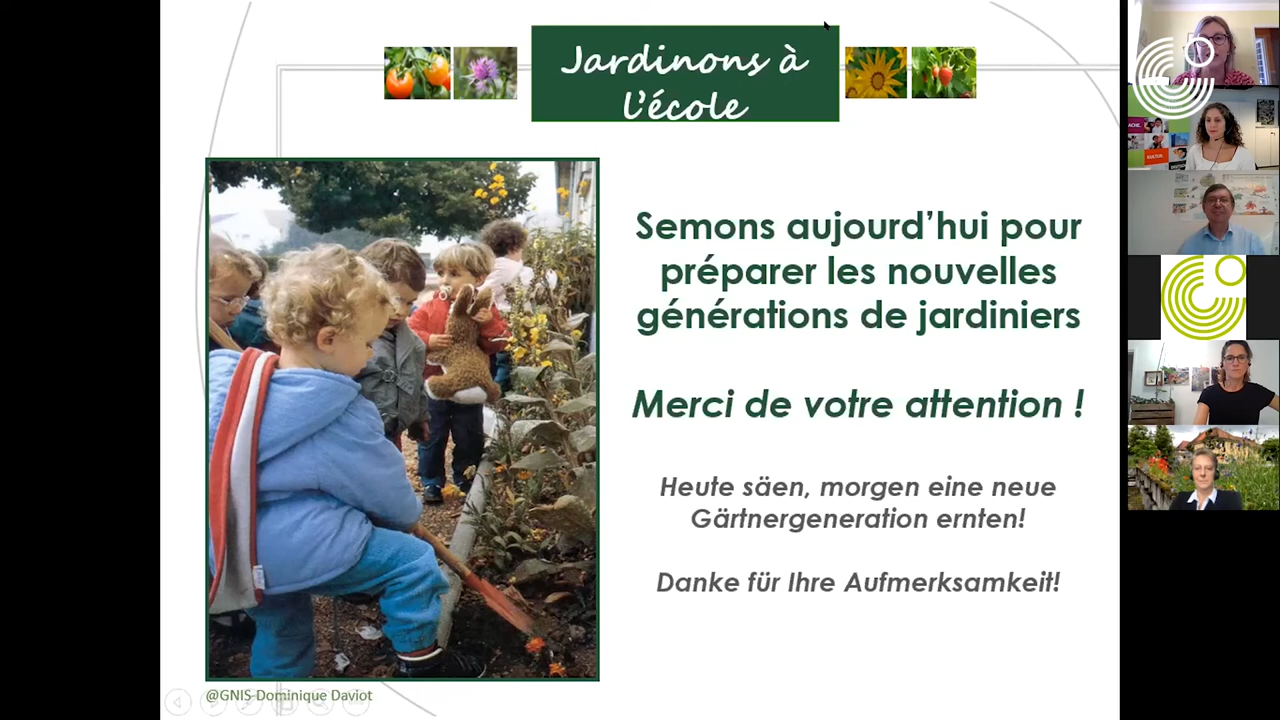 Jardinons à
l'école
Semons aujourd'hui pour
préparer les nouvelles
générations de jardiniers
Merci de votre attention !
Heute säen, morgen eine neue
Gärtnergeneration ernten!
Danke für Ihre Aufmerksamkeit!
@GNIS-Dominique Daviot
KULTUR.